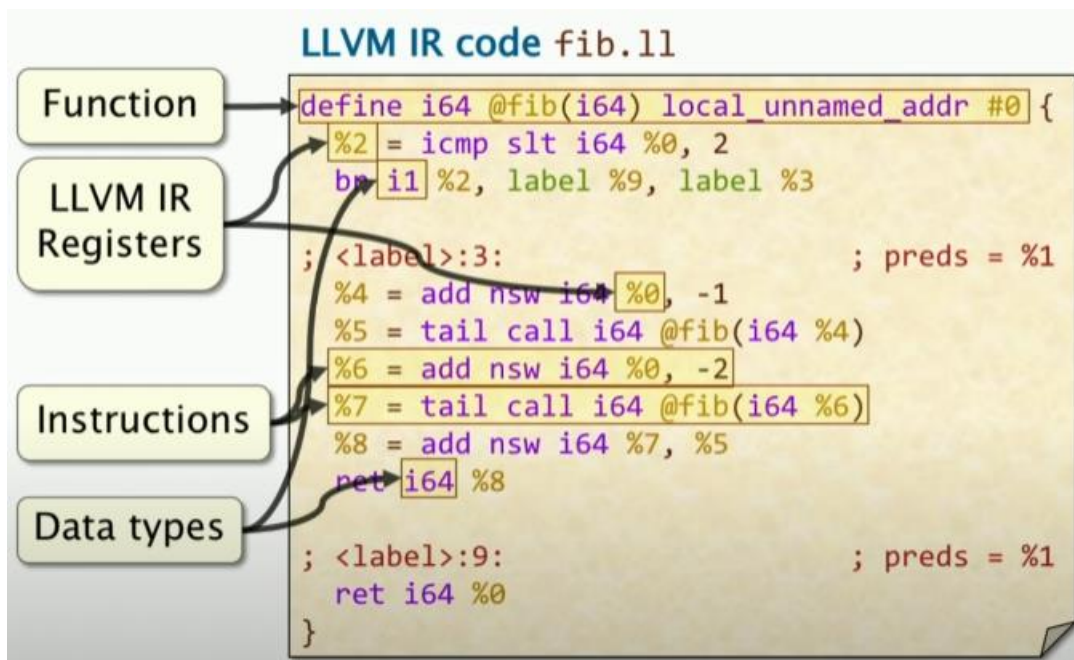 LLVM IR code fib.ll
Function
LLVM IR
Registers
Instructions
Data types
define i64 @fib(i64) local_unnamed_addr #0 {
%2 = icmp slt i64 %0, 2
br i1 %2, label %9, label %3
; <label>:3: ; preds = %1
%4 = add nsw i64 %0, -1
%5 = tail call i64 @fib(i64 %4)
%6 = add nsw i64 %0, -2
%7 = tail call i64 @fib(i64 %6)
%8 = add nsw i64 %7, %5
ret i64 %8
; <label>:9: ; preds = %1
ret i64 %0
}